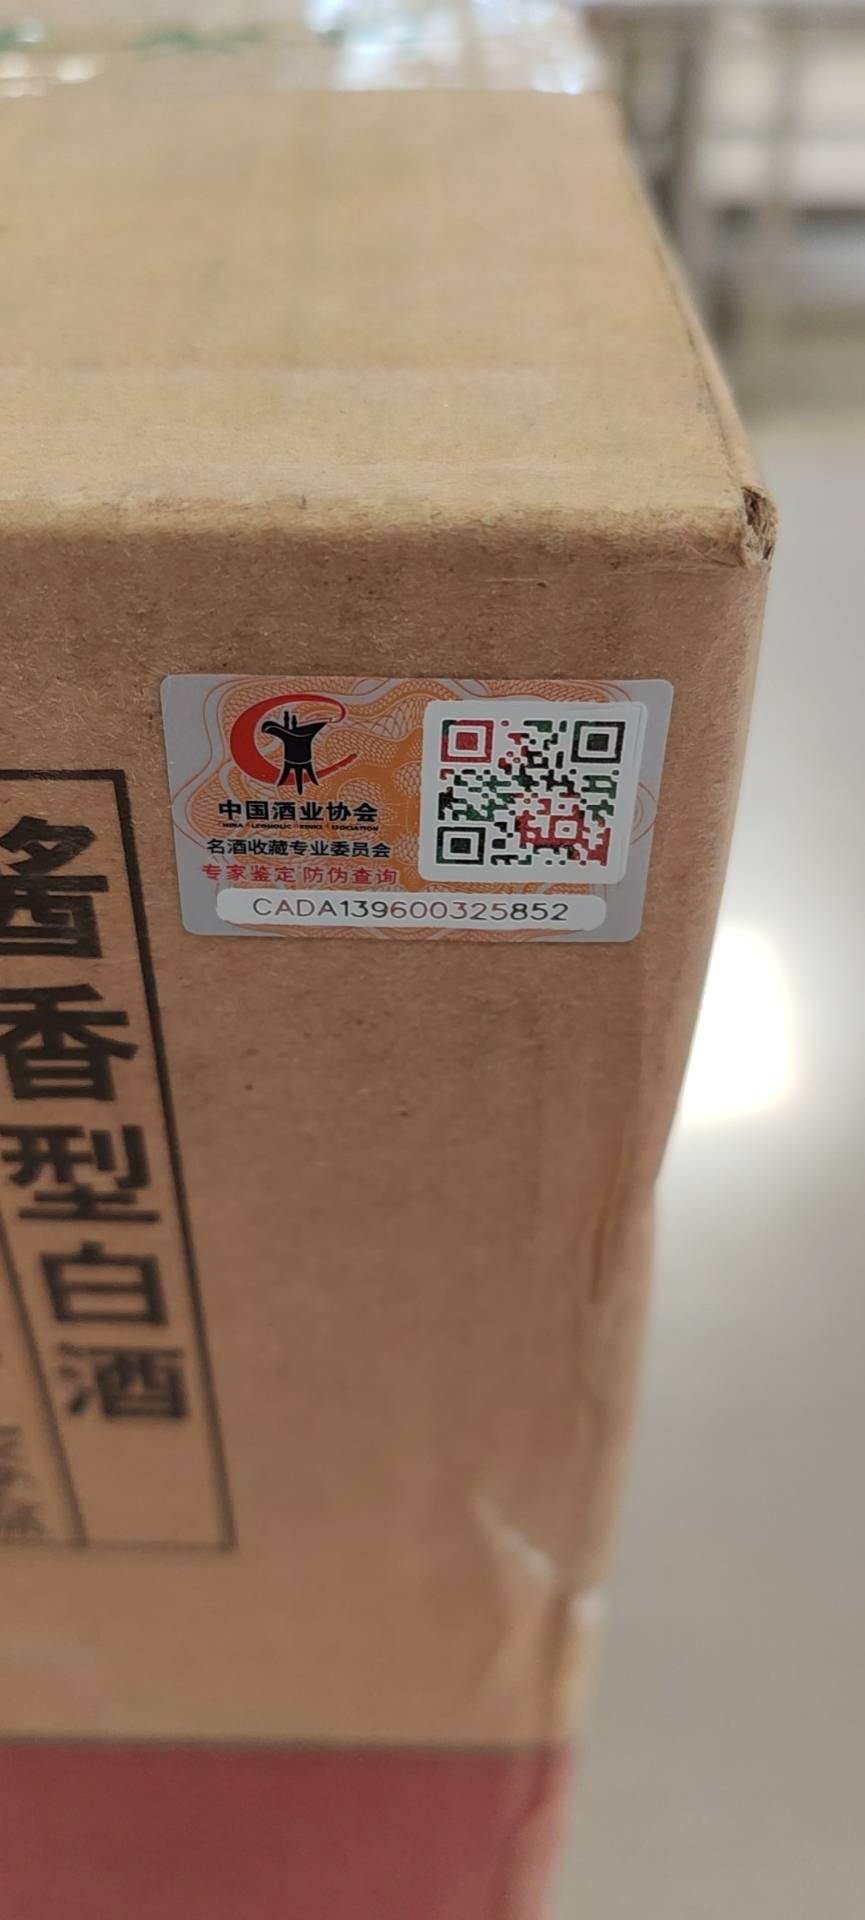 中国酒业协会
名酒收藏专业委员会
专家鉴定 防伪查询
CADA139600325852
酱香型白酒